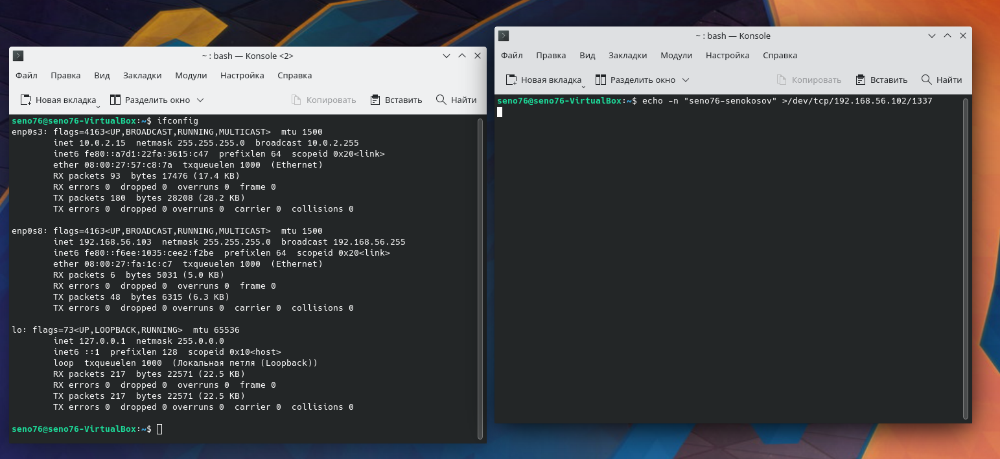 ~ : bash — Konsole <2>
Файл Правка Вид Закладки Модули Настройка Справка
Новая вкладка Разделить окно Копировать Вставить Найти
seno76@seno76-VirtualBox:~$ ifconfig
enp0s3: flags=4163<UP,BROADCAST,RUNNING,MULTICAST>  mtu 1500
        inet 10.0.2.15  netmask 255.255.255.0  broadcast 10.0.2.255
        inet6 fe80::a7d1:22fa:3615:c47  prefixlen 64  scopeid 0x20<link>
        ether 08:00:27:57:c8:7a  txqueuelen 1000  (Ethernet)
        RX packets 93  bytes 17476 (17.4 KB)
        RX errors 0  dropped 0  overruns 0  frame 0
        TX packets 180  bytes 28208 (28.2 KB)
        TX errors 0  dropped 0 overruns 0  carrier 0  collisions 0
enp0s8: flags=4163<UP,BROADCAST,RUNNING,MULTICAST>  mtu 1500
        inet 192.168.56.103  netmask 255.255.255.0  broadcast 192.168.56.255
        inet6 fe80::f6ee:1035:cee2:f2be  prefixlen 64  scopeid 0x20<link>
        ether 08:00:27:fa:1c:c7  txqueuelen 1000  (Ethernet)
        RX packets 6  bytes 5031 (5.0 KB)
        RX errors 0  dropped 0  overruns 0  frame 0
        TX packets 48  bytes 6315 (6.3 KB)
        TX errors 0  dropped 0 overruns 0  carrier 0  collisions 0
lo: flags=73<UP,LOOPBACK,RUNNING>  mtu 65536
        inet 127.0.0.1  netmask 255.0.0.0
        inet6 ::1  prefixlen 128  scopeid 0x10<host>
        loop  txqueuelen 1000  (Локальная петля (Loopback))
        RX packets 217  bytes 22571 (22.5 KB)
        RX errors 0  dropped 0  overruns 0  frame 0
        TX packets 217  bytes 22571 (22.5 KB)
        TX errors 0  dropped 0 overruns 0  carrier 0  collisions 0
seno76@seno76-VirtualBox:~$
~ : bash — Konsole
Файл Правка Вид Закладки Модули Настройка Справка
Новая вкладка Разделить окно Копировать Вставить Найти
seno76@seno76-VirtualBox:~$ echo -n "seno76-senokosov" >/dev/tcp/192.168.56.102/1337